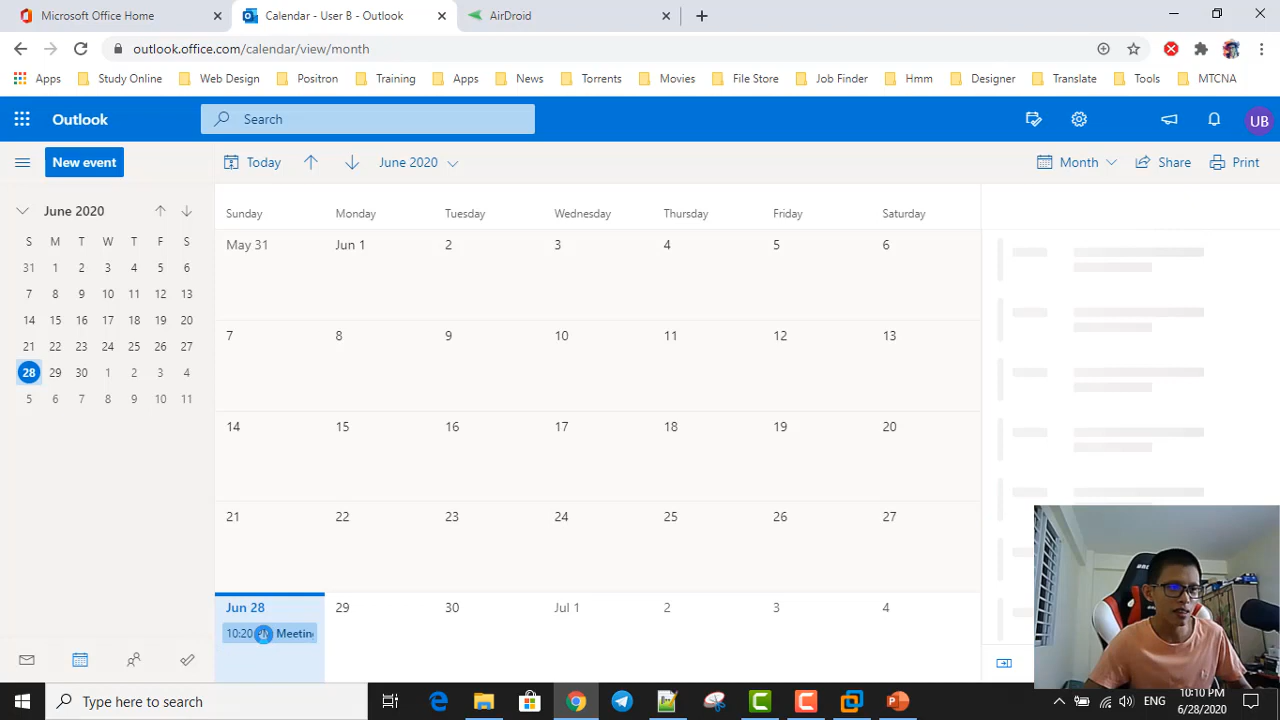 Microsoft Office Home
Calendar - User B - Outlook
AirDroid
outlook.office.com/calendar/view/month
Apps
Study Online
Web Design
Positron
Training
Apps
News
Torrents
Movies
File Store
Job Finder
Hmm
Designer
Translate
Tools
MTCNA
Outlook
Search
UB
New event
Today
June 2020
Month
Share
Print
June 2020
S M T W T F S
31 1 2 3 4 5 6
7 8 9 10 11 12 13
14 15 16 17 18 19 20
21 22 23 24 25 26 27
28 29 30 1 2 3 4
5 6 7 8 9 10 11
Sunday Monday Tuesday Wednesday Thursday Friday Saturday
May 31 Jun 1 2 3 4 5 6
7 8 9 10 11 12 13
14 15 16 17 18 19 20
21 22 23 24 25 26 27
Jun 28 29 30 Jul 1 2 3 4
10:20 Meetin
Type here to search
ENG
10:10 PM
6/28/2020